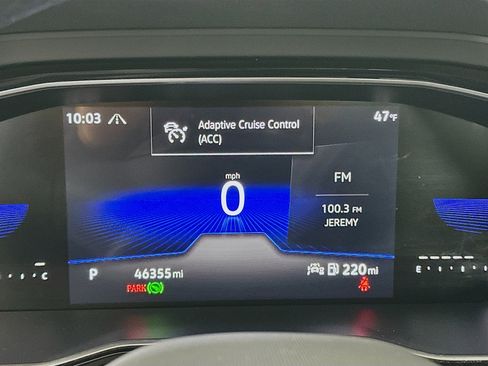 10:03
47°F
Adaptive Cruise Control
(ACC)
mph
0
FM
100.3 FM
JEREMY
C
E
P
46355 mi
220 mi
PARK